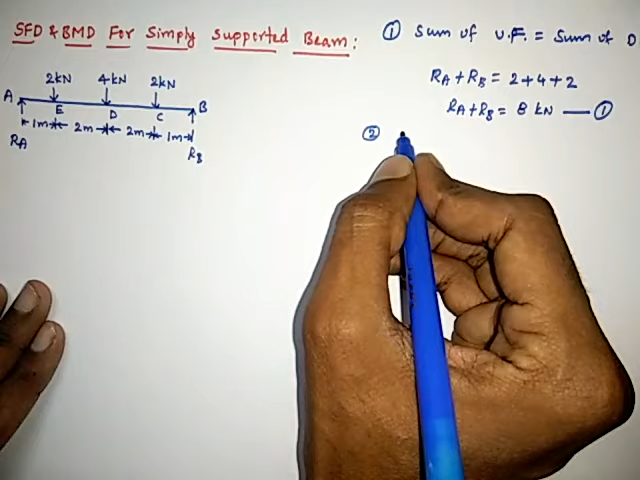 SFD & BMD For Simply Supported Beam:
① Sum of U.F. = Sum of D
RA + RB = 2+4+2
RA + RB = 8 kN — ①
②
2kN 4kN 2kN
A E D C B
1m 2m 2m 1m
RA RB